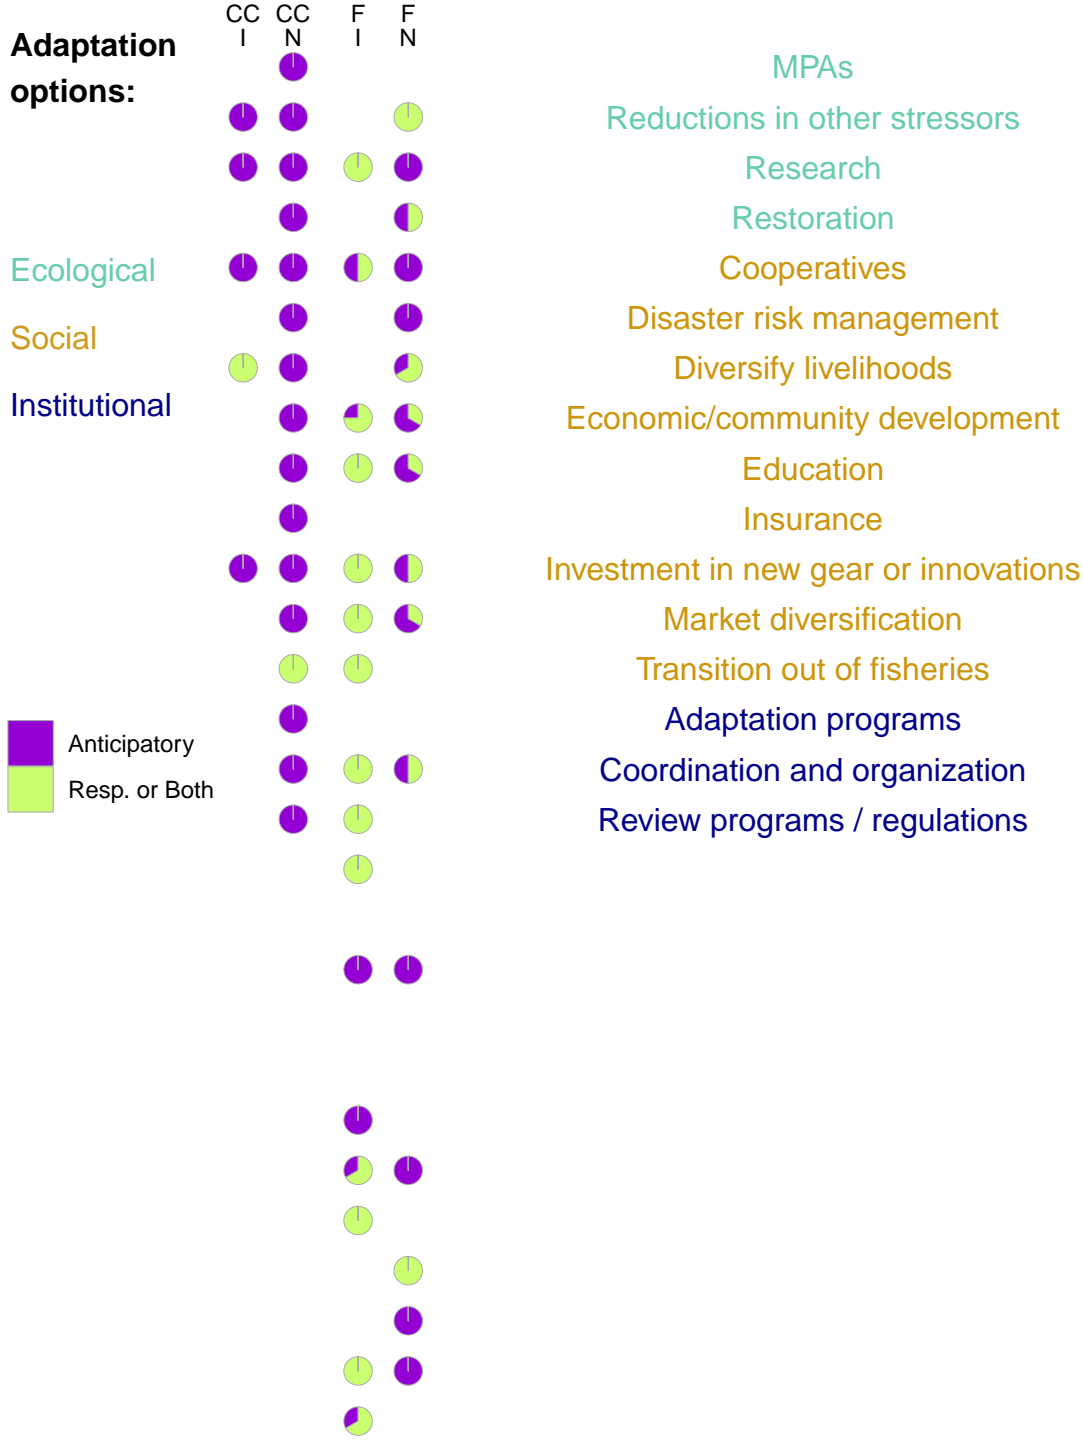 CC CC F F
I N I N
Adaptation
options:
MPAs
Reductions in other stressors
Research
Restoration
Ecological
Cooperatives
Social
Disaster risk management
Diversify livelihoods
Institutional
Economic/community development
Education
Insurance
Investment in new gear or innovations
Market diversification
Transition out of fisheries
Adaptation programs
Anticipatory
Coordination and organization
Resp. or Both
Review programs / regulations